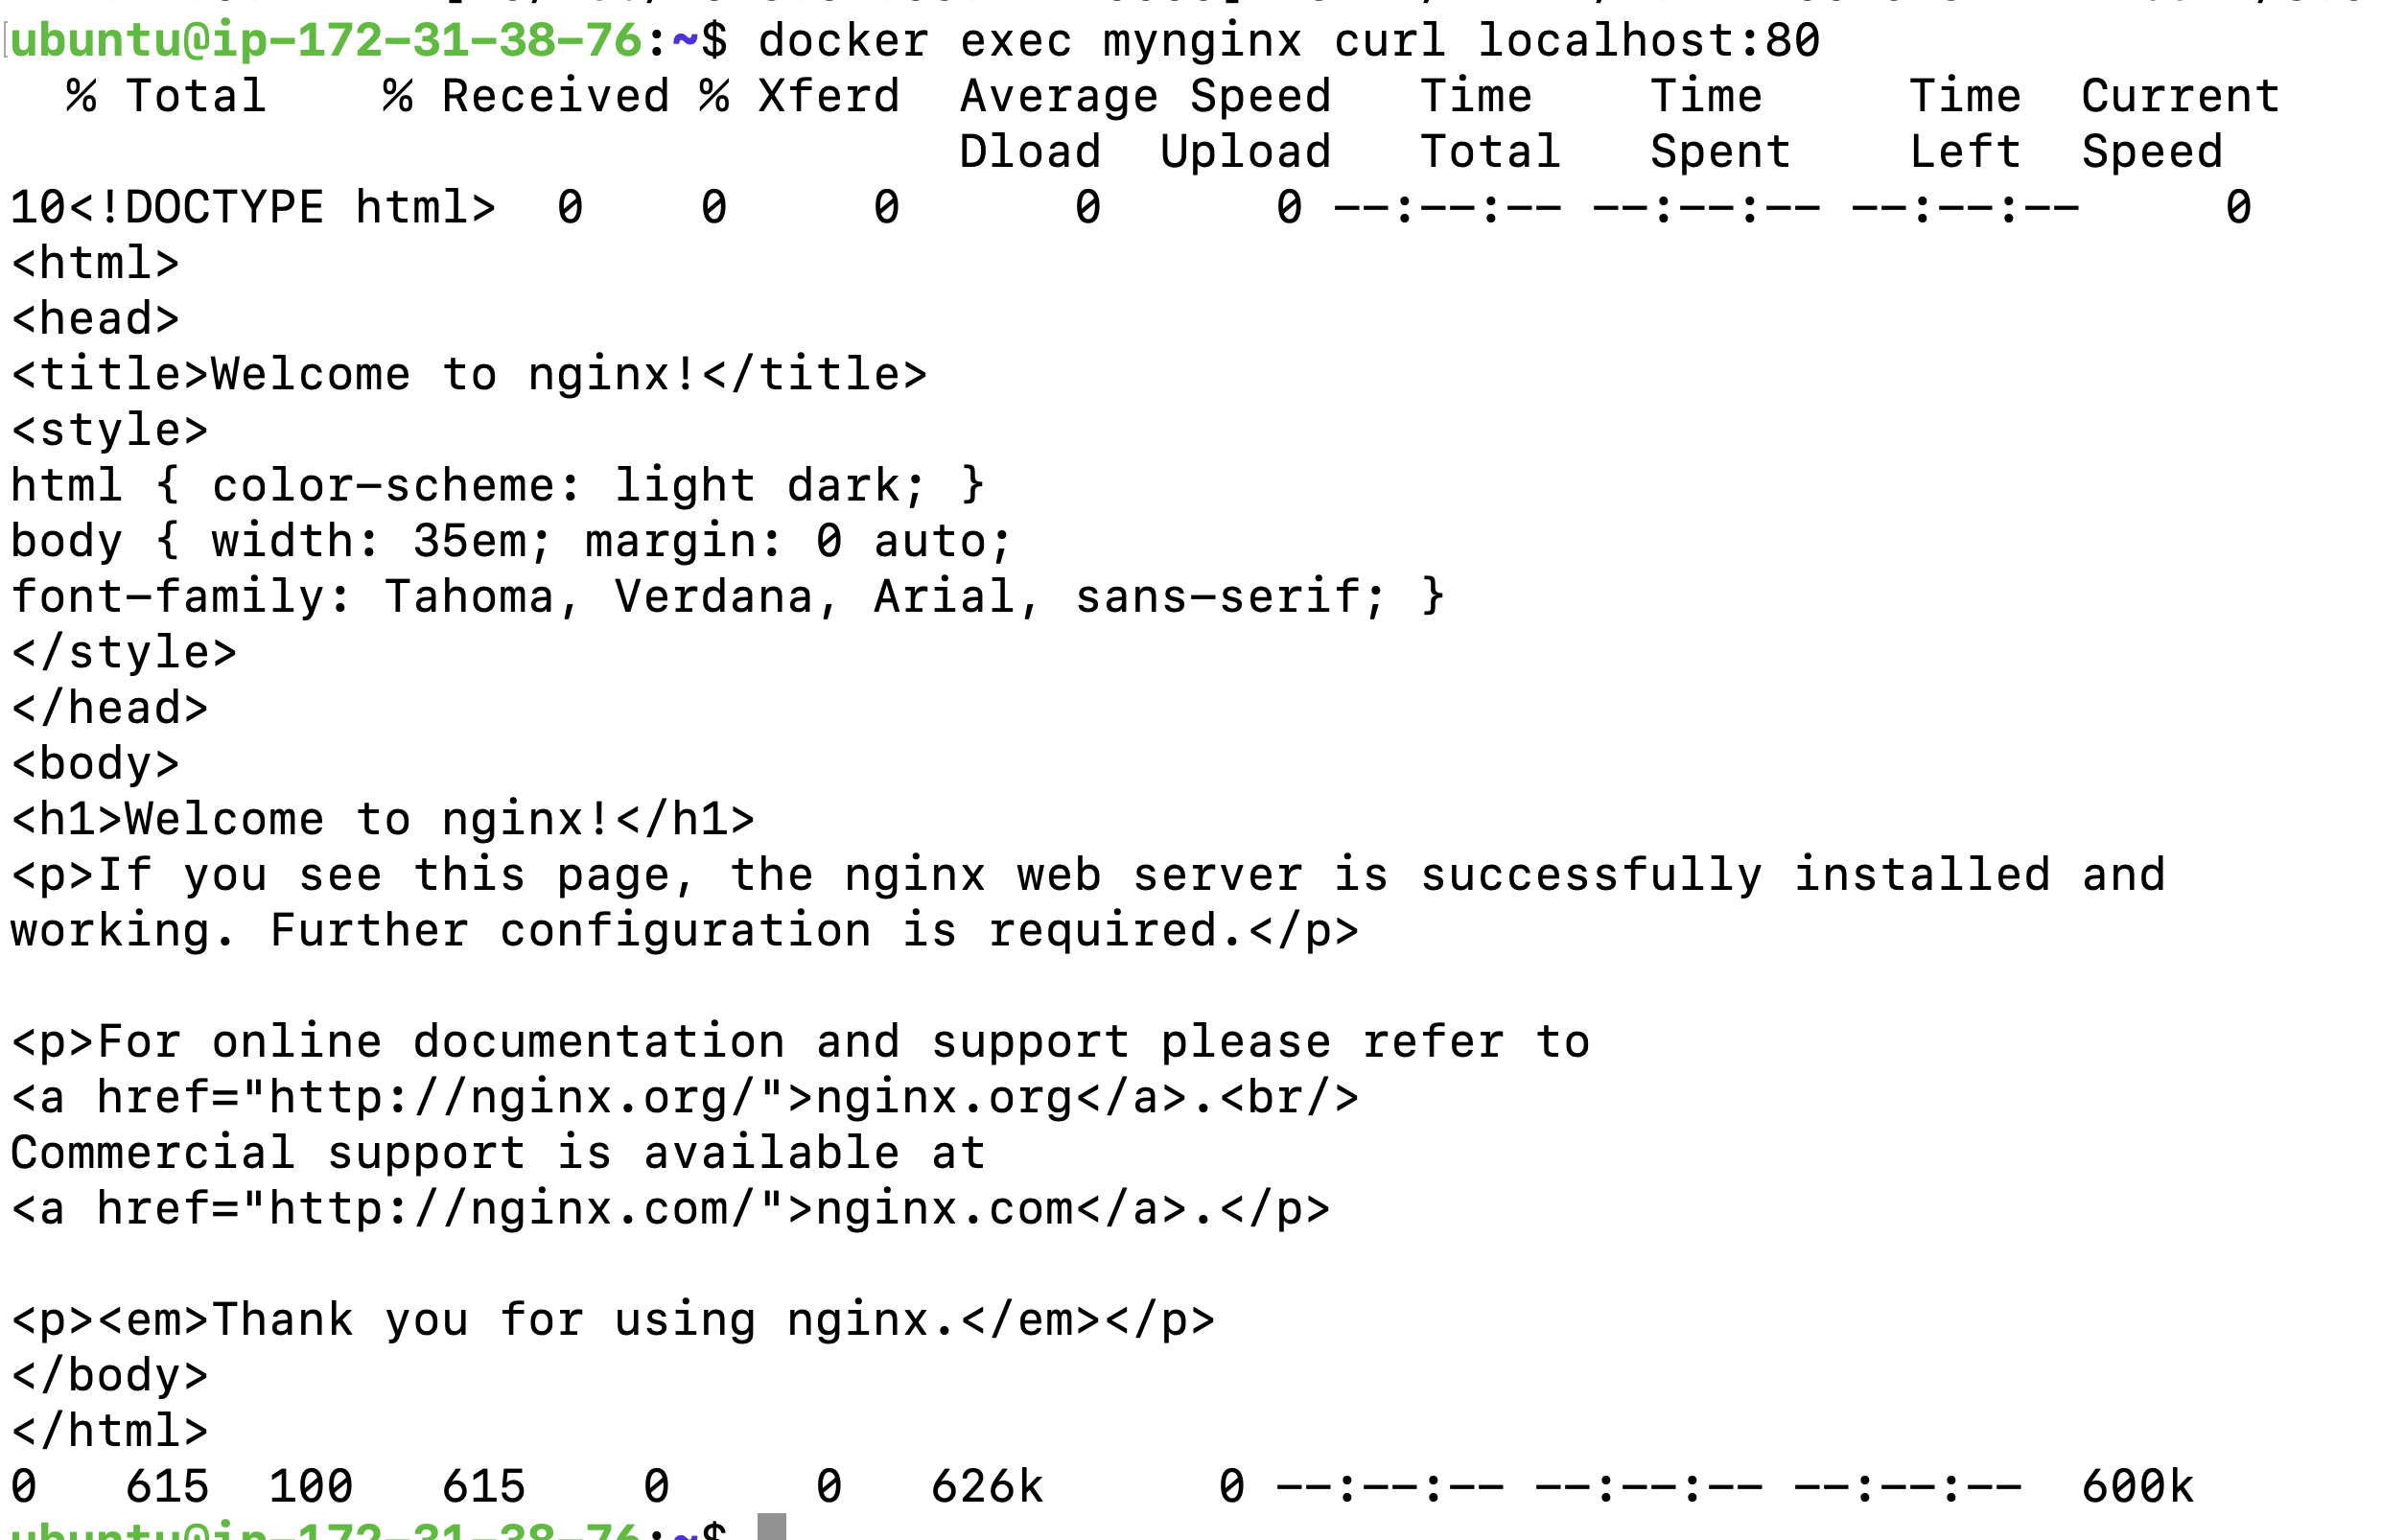 ubuntu@ip-172-31-38-76:~$ docker exec mynginx curl localhost:80
  % Total    % Received % Xferd  Average Speed   Time    Time     Time  Current
                                 Dload  Upload   Total   Spent    Left  Speed
10<!DOCTYPE html>  0    0     0      0      0 --:--:-- --:--:-- --:--:--     0
<html>
<head>
<title>Welcome to nginx!</title>
<style>
html { color-scheme: light dark; }
body { width: 35em; margin: 0 auto;
font-family: Tahoma, Verdana, Arial, sans-serif; }
</style>
</head>
<body>
<h1>Welcome to nginx!</h1>
<p>If you see this page, the nginx web server is successfully installed and
working. Further configuration is required.</p>

<p>For online documentation and support please refer to
<a href="http://nginx.org/">nginx.org</a>.<br/>
Commercial support is available at
<a href="http://nginx.com/">nginx.com</a>.</p>

<p><em>Thank you for using nginx.</em></p>
</body>
</html>
0   615  100   615    0     0   626k      0 --:--:-- --:--:-- --:--:--  600k
ubuntu@ip-172-31-38-76:~$